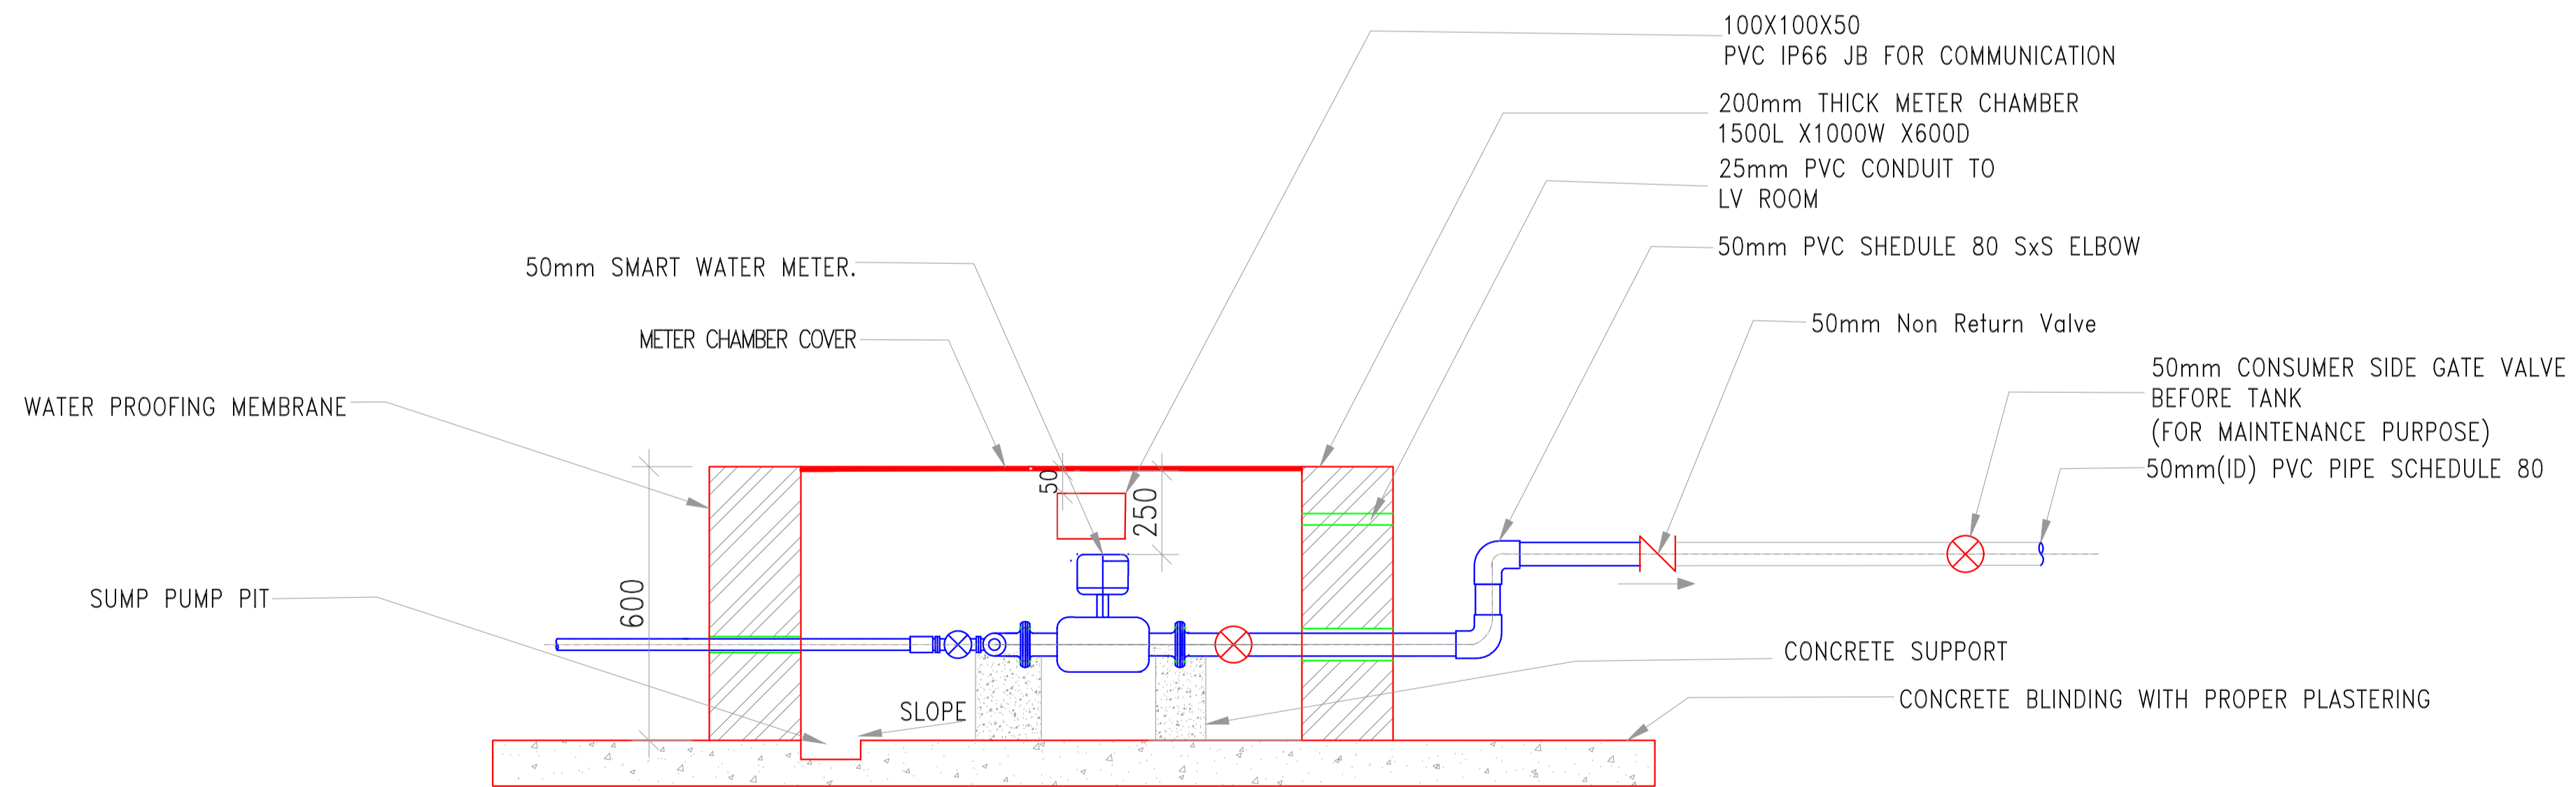 100X100X50
PVC IP66 JB FOR COMMUNICATION
200mm THICK METER CHAMBER
1500L X1000W X600D
25mm PVC CONDUIT TO
LV ROOM
50mm PVC SHEDULE 80 SxS ELBOW
50mm SMART WATER METER.
50mm Non Return Valve
METER CHAMBER COVER
50mm CONSUMER SIDE GATE VALVE
BEFORE TANK
(FOR MAINTENANCE PURPOSE)
WATER PROOFING MEMBRANE
50mm(ID) PVC PIPE SCHEDULE 80
50
250
600
SUMP PUMP PIT
CONCRETE SUPPORT
SLOPE
CONCRETE BLINDING WITH PROPER PLASTERING